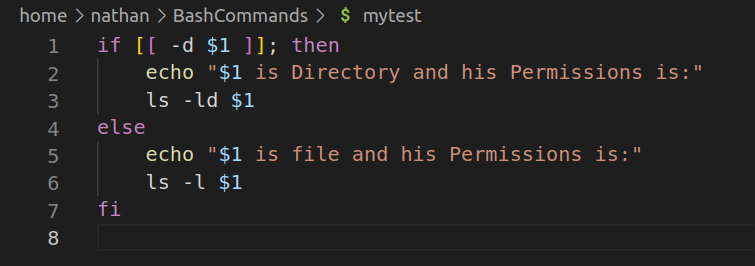 home > nathan > BashCommands > $ mytest
1 if [[ -d $1 ]]; then
2 echo "$1 is Directory and his Permissions is:"
3 ls -ld $1
4 else
5 echo "$1 is file and his Permissions is:"
6 ls -l $1
7 fi
8